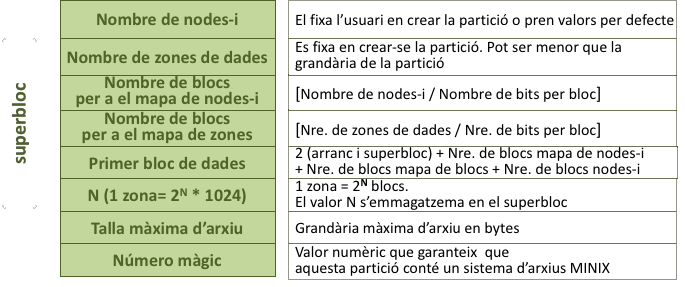 superbloc
Nombre de nodes-i
El fixa l’usuari en crear la partició o pren valors per defecte
Nombre de zones de dades
Es fixa en crear-se la partició. Pot ser menor que la
grandària de la partició
Nombre de blocs
per a el mapa de nodes-i
[Nombre de nodes-i / Nombre de bits per bloc]
Nombre de blocs
per a el mapa de zones
[Nre. de zones de dades / Nre. de bits per bloc]
Primer bloc de dades
2 (arranc i superbloc) + Nre. de blocs mapa de nodes-i
+ Nre. de blocs mapa de blocs + Nre. de blocs nodes-i
N (1 zona= 2ᴺ * 1024)
1 zona = 2ᴺ blocs.
El valor N s’emmagatzema en el superbloc
Talla màxima d’arxiu
Grandària màxima d’arxiu en bytes
Número màgic
Valor numèric que garanteix que
aquesta partició conté un sistema d’arxius MINIX